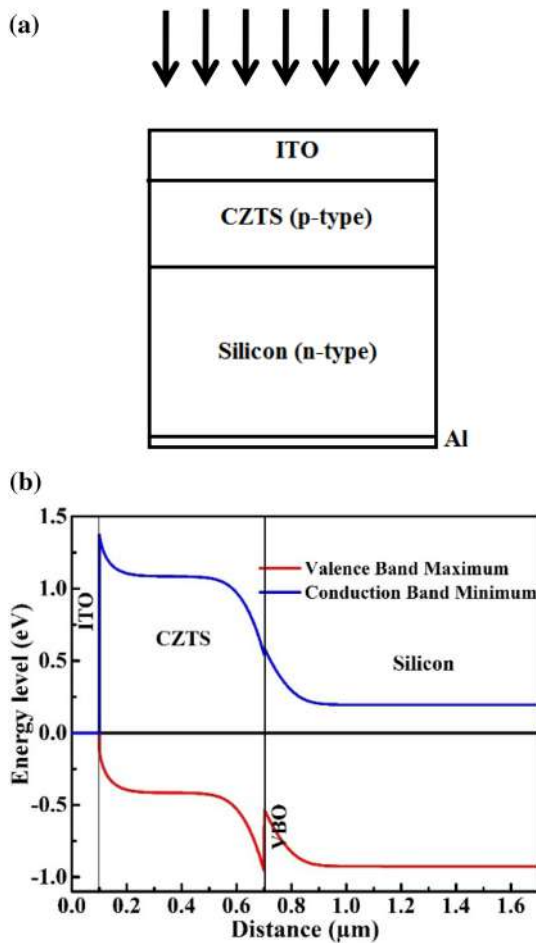 (a)
ITO
CZTS (p-type)
Silicon (n-type)
Al
(b)
1.5
1.0
0.5
0.0
-0.5
-1.0
Energy level (eV)
ITO
CZTS
Valence Band Maximum
Conduction Band Minimum
Silicon
VBO
0.0 0.2 0.4 0.6 0.8 1.0 1.2 1.4 1.6
Distance (µm)